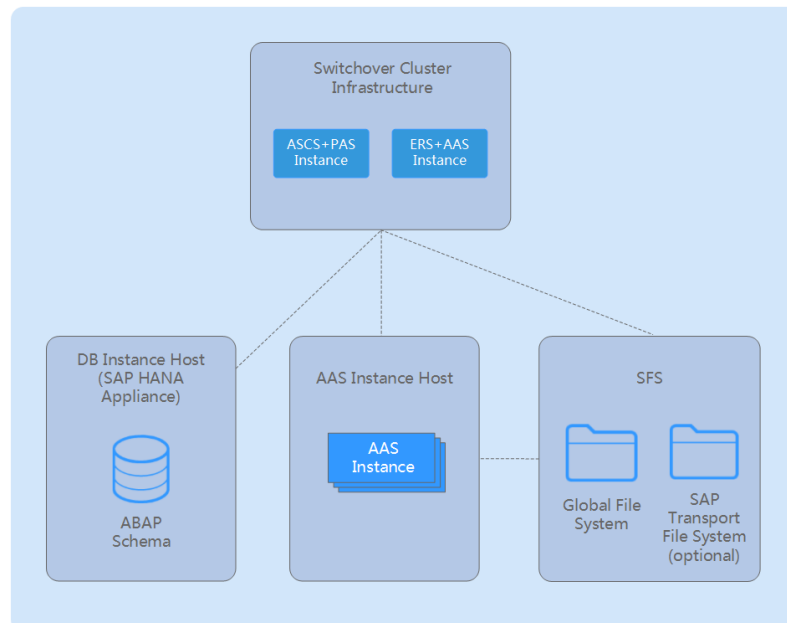 Switchover Cluster
Infrastructure
ASCS+PAS
Instance
ERS+AAS
Instance
DB Instance Host
(SAP HANA
Appliance)
ABAP
Schema
AAS Instance Host
AAS
Instance
SFS
Global File
System
SAP
Transport
File System
(optional)